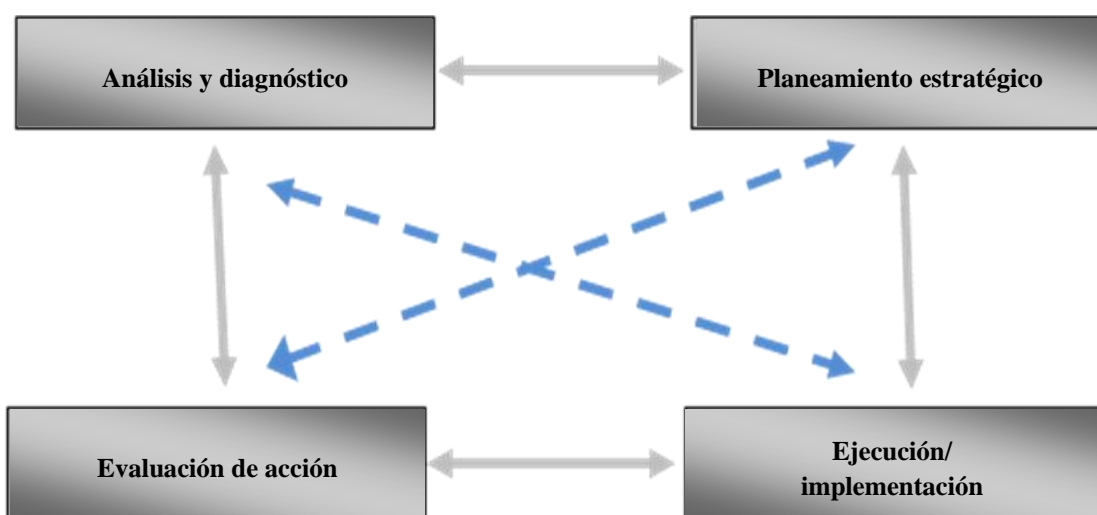 Análisis y diagnóstico
Planeamiento estratégico
Evaluación de acción
Ejecución/
implementación